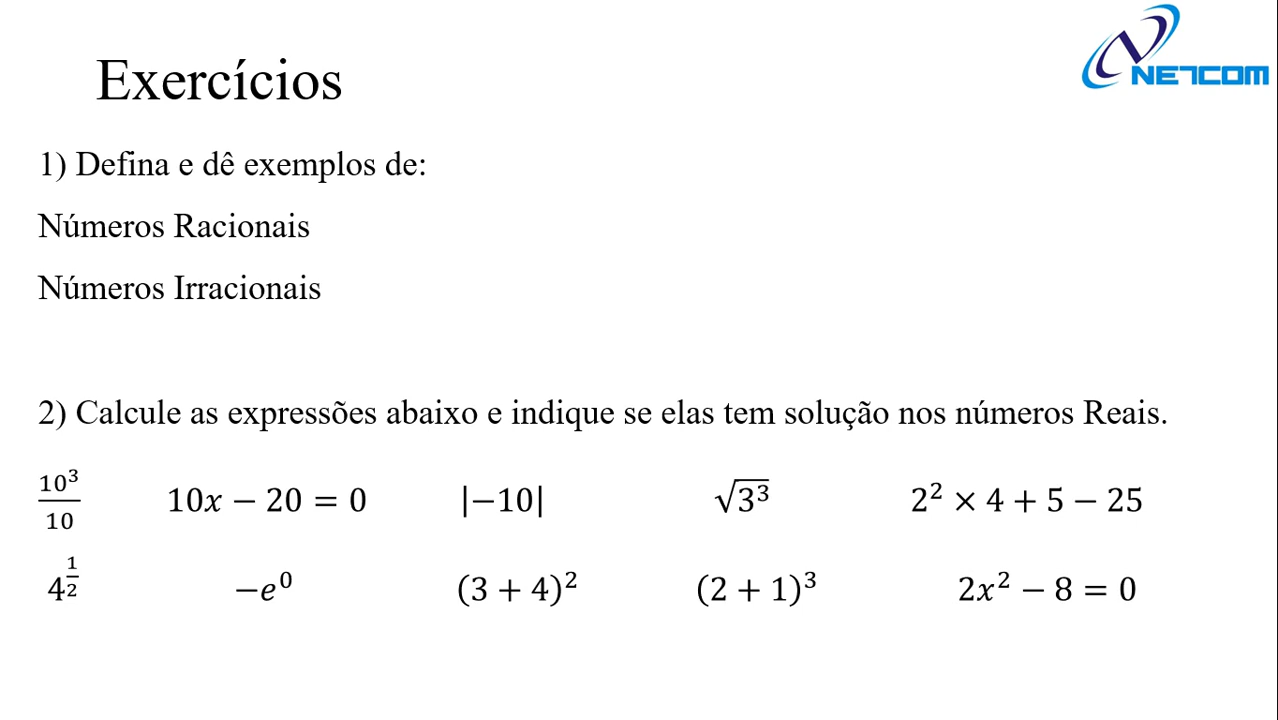 NETCOM
Exercícios
1) Defina e dê exemplos de:
Números Racionais
Números Irracionais
2) Calcule as expressões abaixo e indique se elas tem solução nos números Reais.
10³/10 10𝑥 − 20 = 0 |−10| √3³ 2² × 4 + 5 − 25
4^(1/2) −𝑒⁰ (3 + 4)² (2 + 1)³ 2𝑥² − 8 = 0